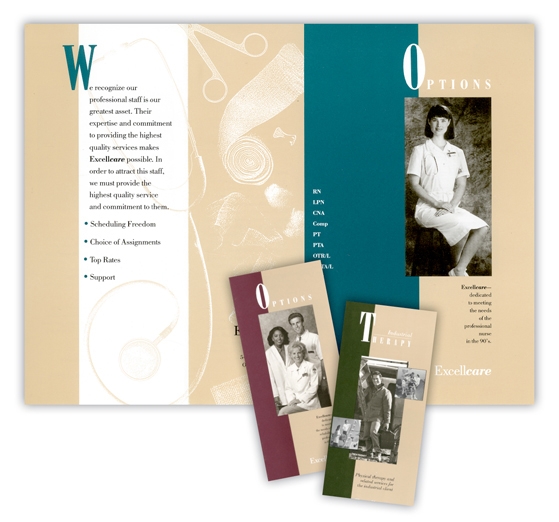 We recognize our
professional staff is our
greatest asset. Their
expertise and commitment
to providing the highest
quality services makes
Excellcare possible. In
order to attract this staff,
we must provide the
highest quality service
and commitment to them.
• Scheduling Freedom
• Choice of Assignments
• Top Rates
• Support
OPTIONS
RN
LPN
CNA
Comp
PT
PTA
OTR/L
TA/L
Excellcare—
dedicated
to meeting
the needs
of the
professional
nurse
in the 90's.
Excellcare
OPTIONS
Industrial
THERAPY
Physical therapy and
related services for
the industrial client